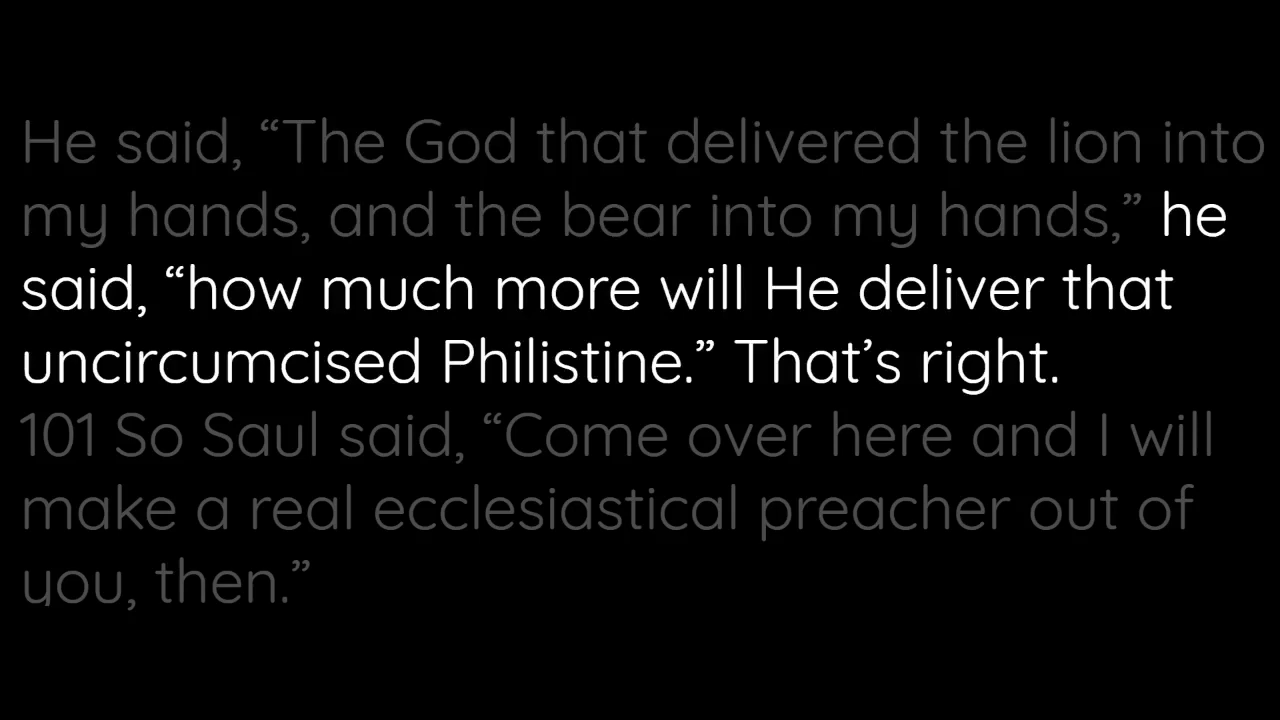 He said, “The God that delivered the lion into
my hands, and the bear into my hands,” he
said, “how much more will He deliver that
uncircumcised Philistine.” That’s right.
101 So Saul said, “Come over here and I will
make a real ecclesiastical preacher out of
you, then.”